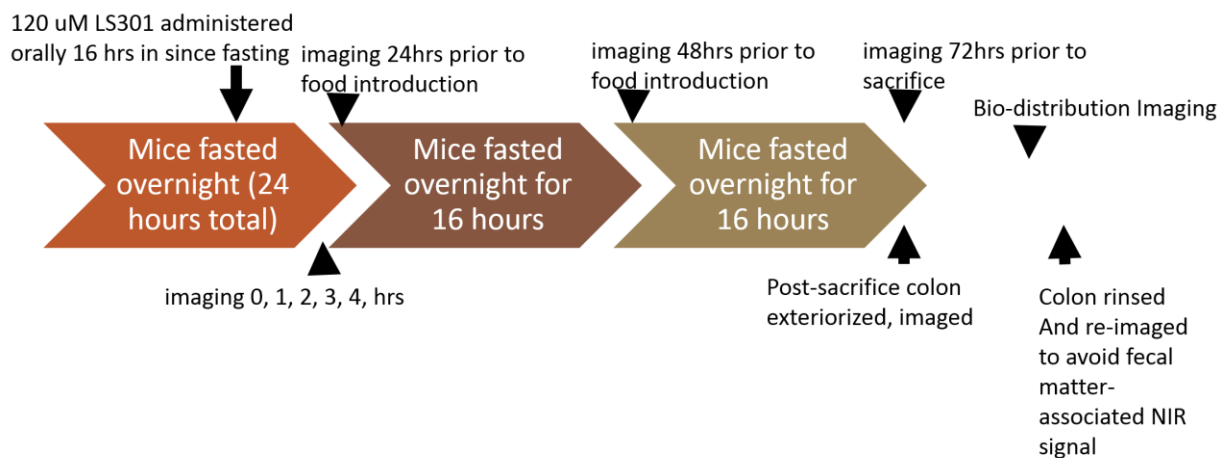 120 uM LS301 administered
orally 16 hrs in since fasting
imaging 24hrs prior to
food introduction
imaging 48hrs prior to
food introduction
imaging 72hrs prior to
sacrifice
Bio-distribution Imaging
Mice fasted
overnight (24
hours total)
Mice fasted
overnight for
16 hours
Mice fasted
overnight for
16 hours
imaging 0, 1, 2, 3, 4, hrs
Post-sacrifice colon
exteriorized, imaged
Colon rinsed
And re-imaged
to avoid fecal
matter-
associated NIR
signal